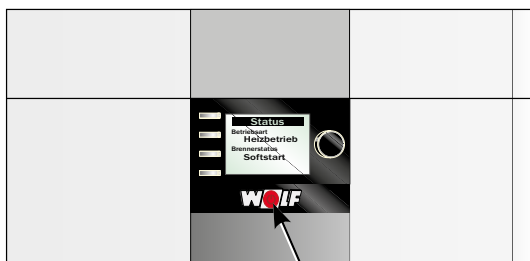 Status
Betriebsart
Heizbetrieb
Brennerstatus
Softstart
WOLF